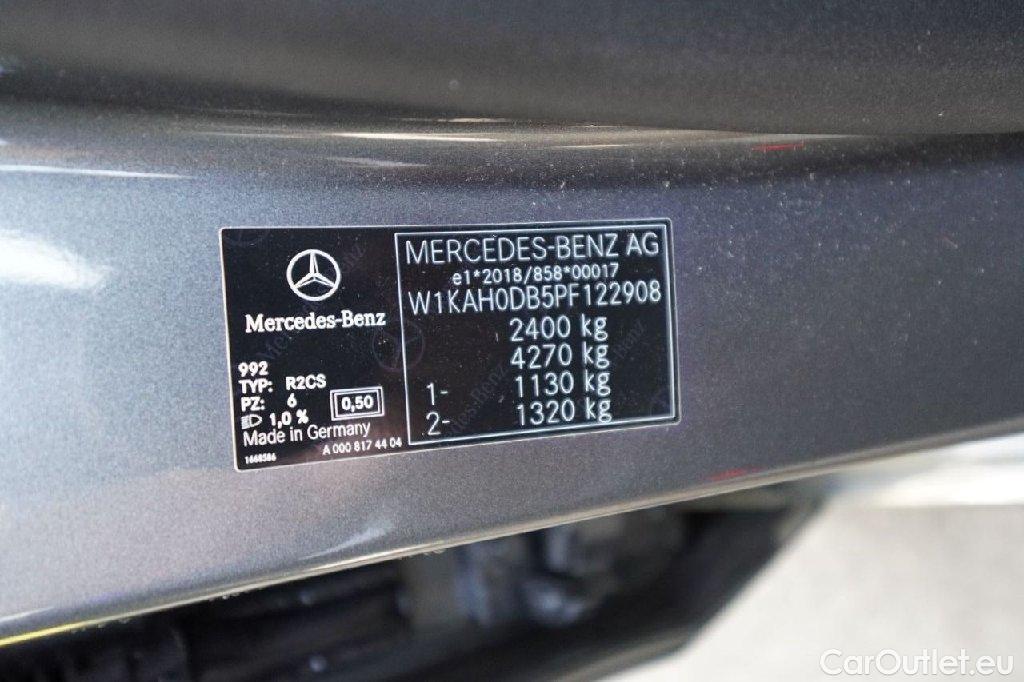 Mercedes-Benz
992
TYP: R2CS
PZ: 6
1,0 %
0,50
Made in Germany
1668586
A 000 817 44 04
MERCEDES-BENZ AG
e1*2018/858*00017
W1KAH0DB5PF122908
2400 kg
4270 kg
1- 1130 kg
2- 1320 kg
CarOutlet.eu